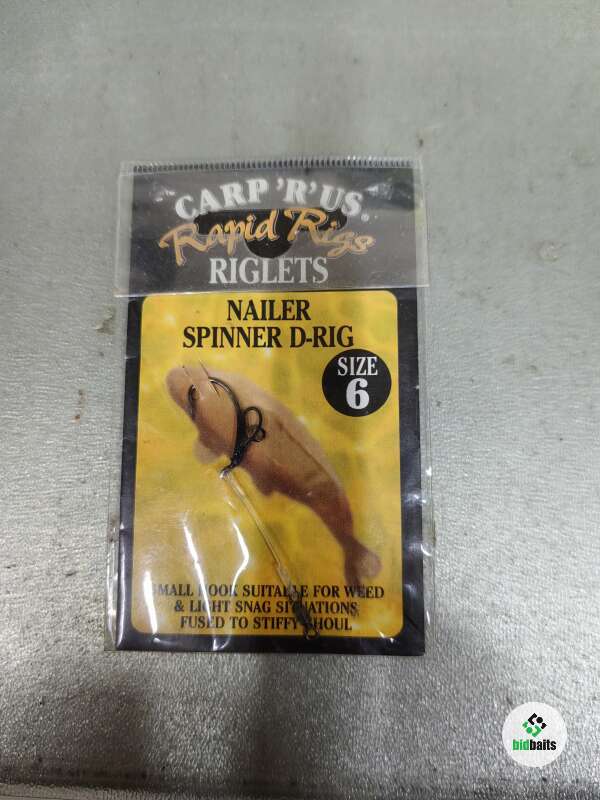 CARP 'R' US
Rapid Rigs
RIGLETS
NAILER
SPINNER D-RIG
SIZE
6
SMALL HOOK SUITABLE FOR WEED
& LIGHT SNAG SITUATIONS
FUSED TO STIFFY
bidbaits